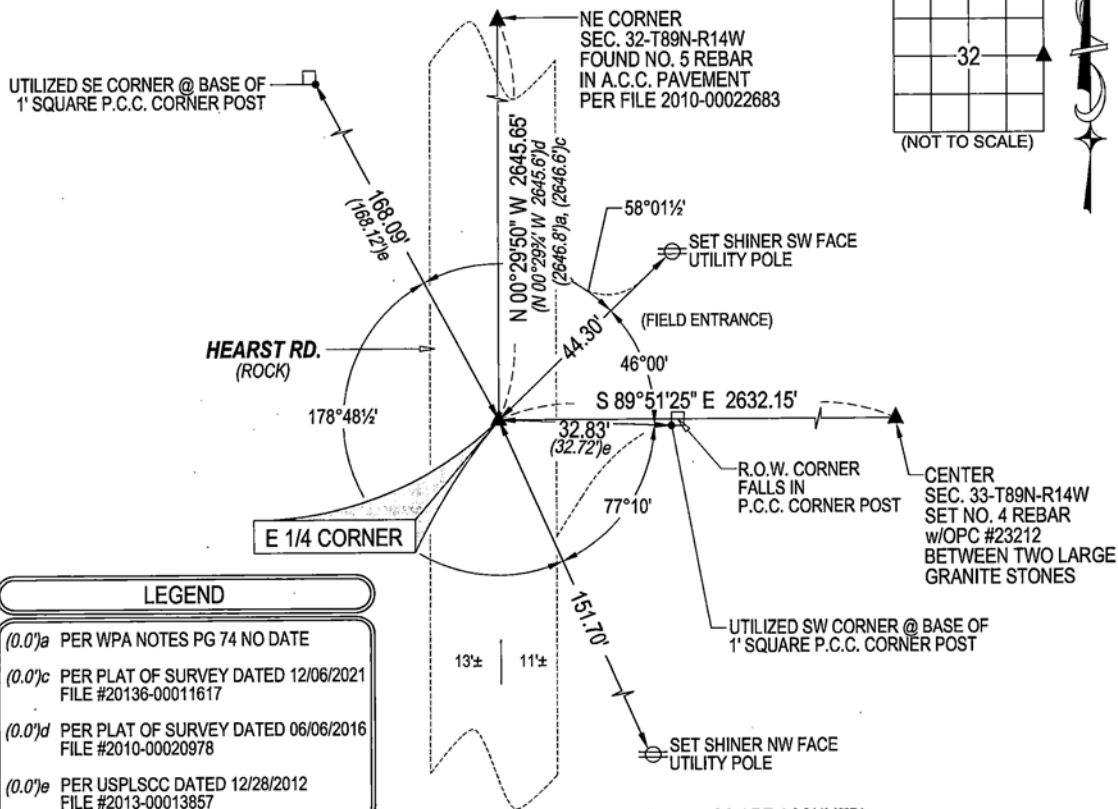 NE CORNER
SEC. 32-T89N-R14W
FOUND NO. 5 REBAR
IN A.C.C. PAVEMENT
PER FILE 2010-00022683
32
(NOT TO SCALE)
UTILIZED SE CORNER @ BASE OF
1' SQUARE P.C.C. CORNER POST
168.09'
(168.12')e
N 00°29'50" W 2645.65'
(N 00°29¾' W 2645.6')d
(2646.8')a, (2646.6')c
58°01½'
SET SHINER SW FACE
UTILITY POLE
(FIELD ENTRANCE)
44.30'
46°00'
HEARST RD.
(ROCK)
178°48½'
S 89°51'25" E 2632.15'
32.83'
(32.72')e
R.O.W. CORNER
FALLS IN
P.C.C. CORNER POST
CENTER
SEC. 33-T89N-R14W
SET NO. 4 REBAR
w/OPC #23212
BETWEEN TWO LARGE
GRANITE STONES
77°10'
E 1/4 CORNER
151.70'
UTILIZED SW CORNER @ BASE OF
1' SQUARE P.C.C. CORNER POST
13'± 11'±
SET SHINER NW FACE
UTILITY POLE
LEGEND
(0.0')a PER WPA NOTES PG 74 NO DATE
(0.0')c PER PLAT OF SURVEY DATED 12/06/2021
FILE #20136-00011617
(0.0')d PER PLAT OF SURVEY DATED 06/06/2016
FILE #2010-00020978
(0.0')e PER USPLSCC DATED 12/28/2012
FILE #2013-00013857